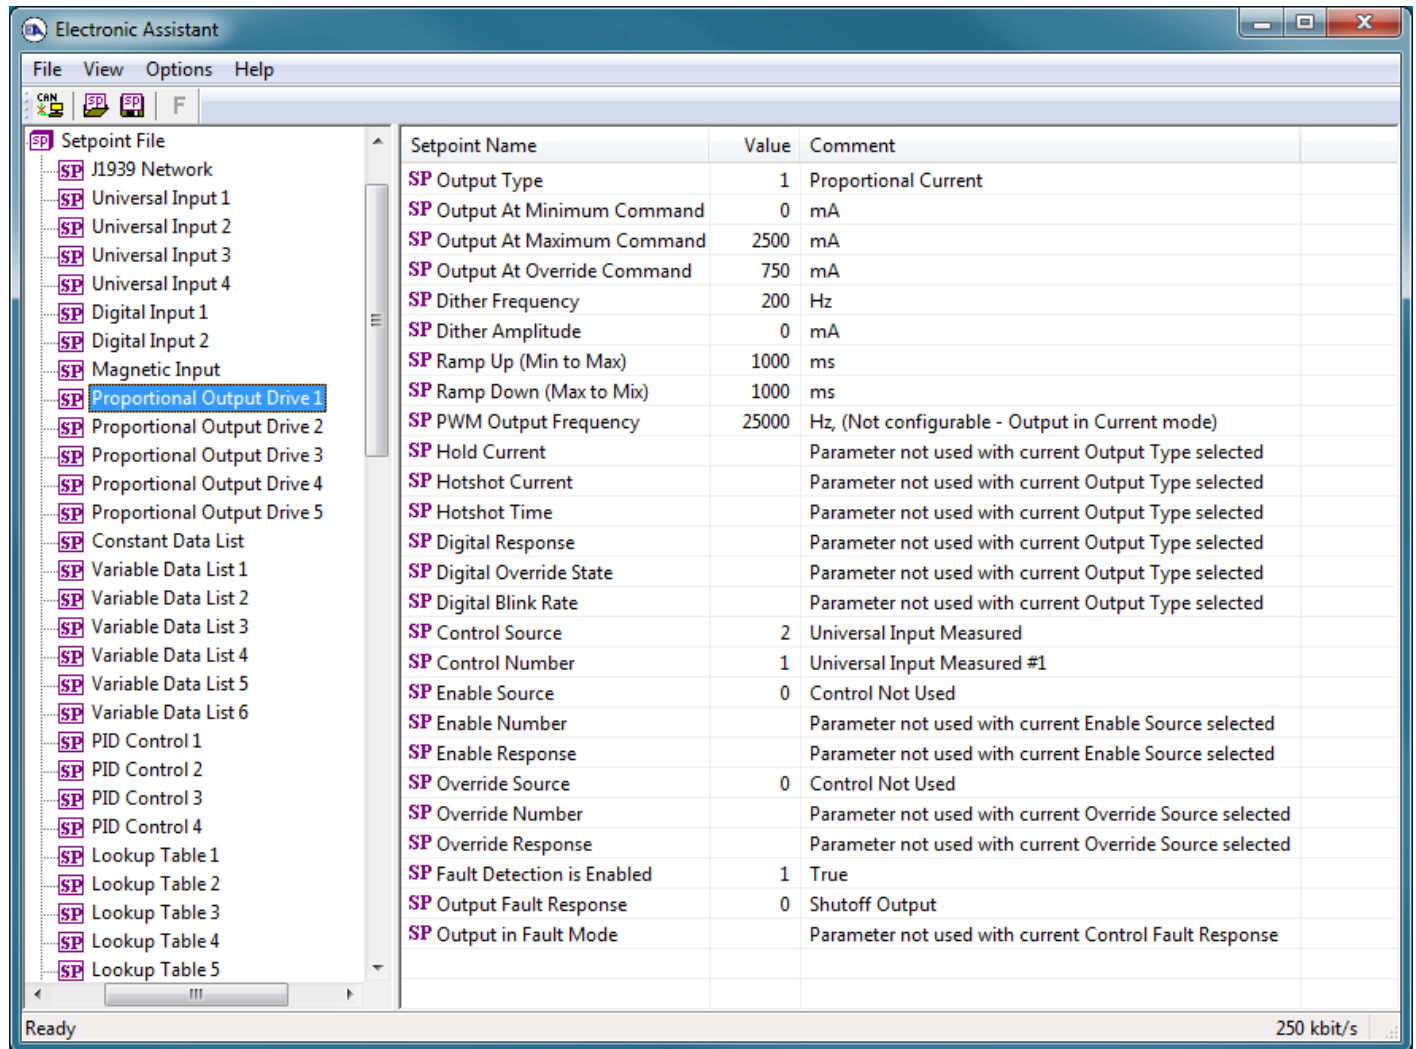 Electronic Assistant
File View Options Help
CAN SP SP F
Setpoint File
J1939 Network
Universal Input 1
Universal Input 2
Universal Input 3
Universal Input 4
Digital Input 1
Digital Input 2
Magnetic Input
Proportional Output Drive 1
Proportional Output Drive 2
Proportional Output Drive 3
Proportional Output Drive 4
Proportional Output Drive 5
Constant Data List
Variable Data List 1
Variable Data List 2
Variable Data List 3
Variable Data List 4
Variable Data List 5
Variable Data List 6
PID Control 1
PID Control 2
PID Control 3
PID Control 4
Lookup Table 1
Lookup Table 2
Lookup Table 3
Lookup Table 4
Lookup Table 5
Setpoint Name Value Comment
SP Output Type 1 Proportional Current
SP Output At Minimum Command 0 mA
SP Output At Maximum Command 2500 mA
SP Output At Override Command 750 mA
SP Dither Frequency 200 Hz
SP Dither Amplitude 0 mA
SP Ramp Up (Min to Max) 1000 ms
SP Ramp Down (Max to Mix) 1000 ms
SP PWM Output Frequency 25000 Hz, (Not configurable - Output in Current mode)
SP Hold Current Parameter not used with current Output Type selected
SP Hotshot Current Parameter not used with current Output Type selected
SP Hotshot Time Parameter not used with current Output Type selected
SP Digital Response Parameter not used with current Output Type selected
SP Digital Override State Parameter not used with current Output Type selected
SP Digital Blink Rate Parameter not used with current Output Type selected
SP Control Source 2 Universal Input Measured
SP Control Number 1 Universal Input Measured #1
SP Enable Source 0 Control Not Used
SP Enable Number Parameter not used with current Enable Source selected
SP Enable Response Parameter not used with current Enable Source selected
SP Override Source 0 Control Not Used
SP Override Number Parameter not used with current Override Source selected
SP Override Response Parameter not used with current Override Source selected
SP Fault Detection is Enabled 1 True
SP Output Fault Response 0 Shutoff Output
SP Output in Fault Mode Parameter not used with current Control Fault Response
Ready 250 kbit/s